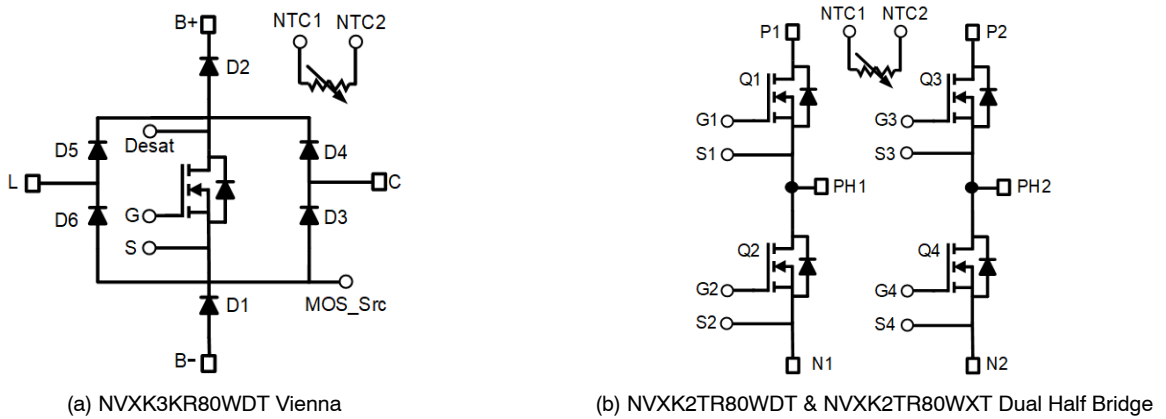 B+
NTC1 NTC2
D2
Desat
D5
D4
L
C
D6
G
D3
S
D1
MOS_Src
B-
(a) NVXK3KR80WDT Vienna
P1
NTC1 NTC2
P2
Q1
Q3
G1
G3
S1
S3
PH1
PH2
Q2
Q4
G2
G4
S2
S4
N1
N2
(b) NVXK2TR80WDT & NVXK2TR80WXT Dual Half Bridge